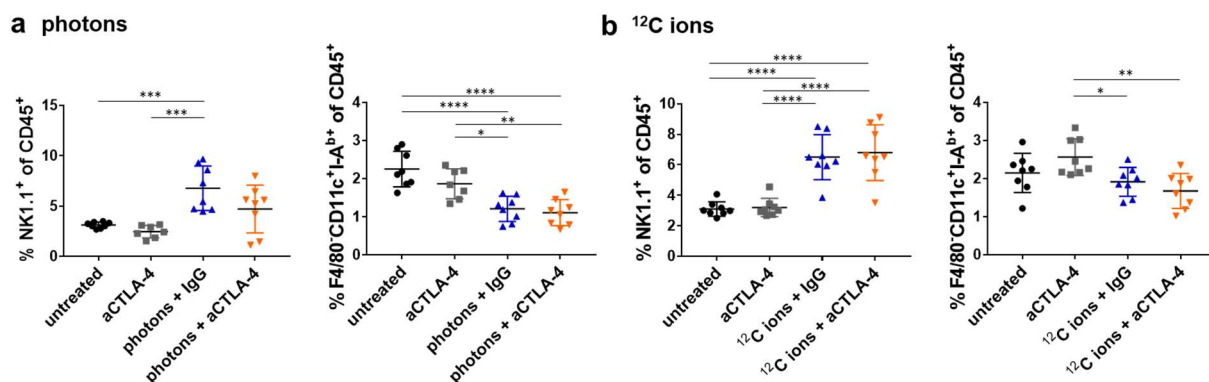 a photons
% NK1.1⁺ of CD45⁺
15
10
5
0
***
***
untreated
aCTLA-4
photons + IgG
photons + aCTLA-4
% F4/80⁻CD11c⁺I-Aᵇ⁺ of CD45⁺
4
3
2
1
0
****
****
**
*
untreated
aCTLA-4
photons + IgG
photons + aCTLA-4
b ¹²C ions
% NK1.1⁺ of CD45⁺
10
8
6
4
2
0
****
****
****
****
untreated
aCTLA-4
¹²C ions + IgG
¹²C ions + aCTLA-4
% F4/80⁻CD11c⁺I-Aᵇ⁺ of CD45⁺
4
3
2
1
0
**
*
untreated
aCTLA-4
¹²C ions + IgG
¹²C ions + aCTLA-4